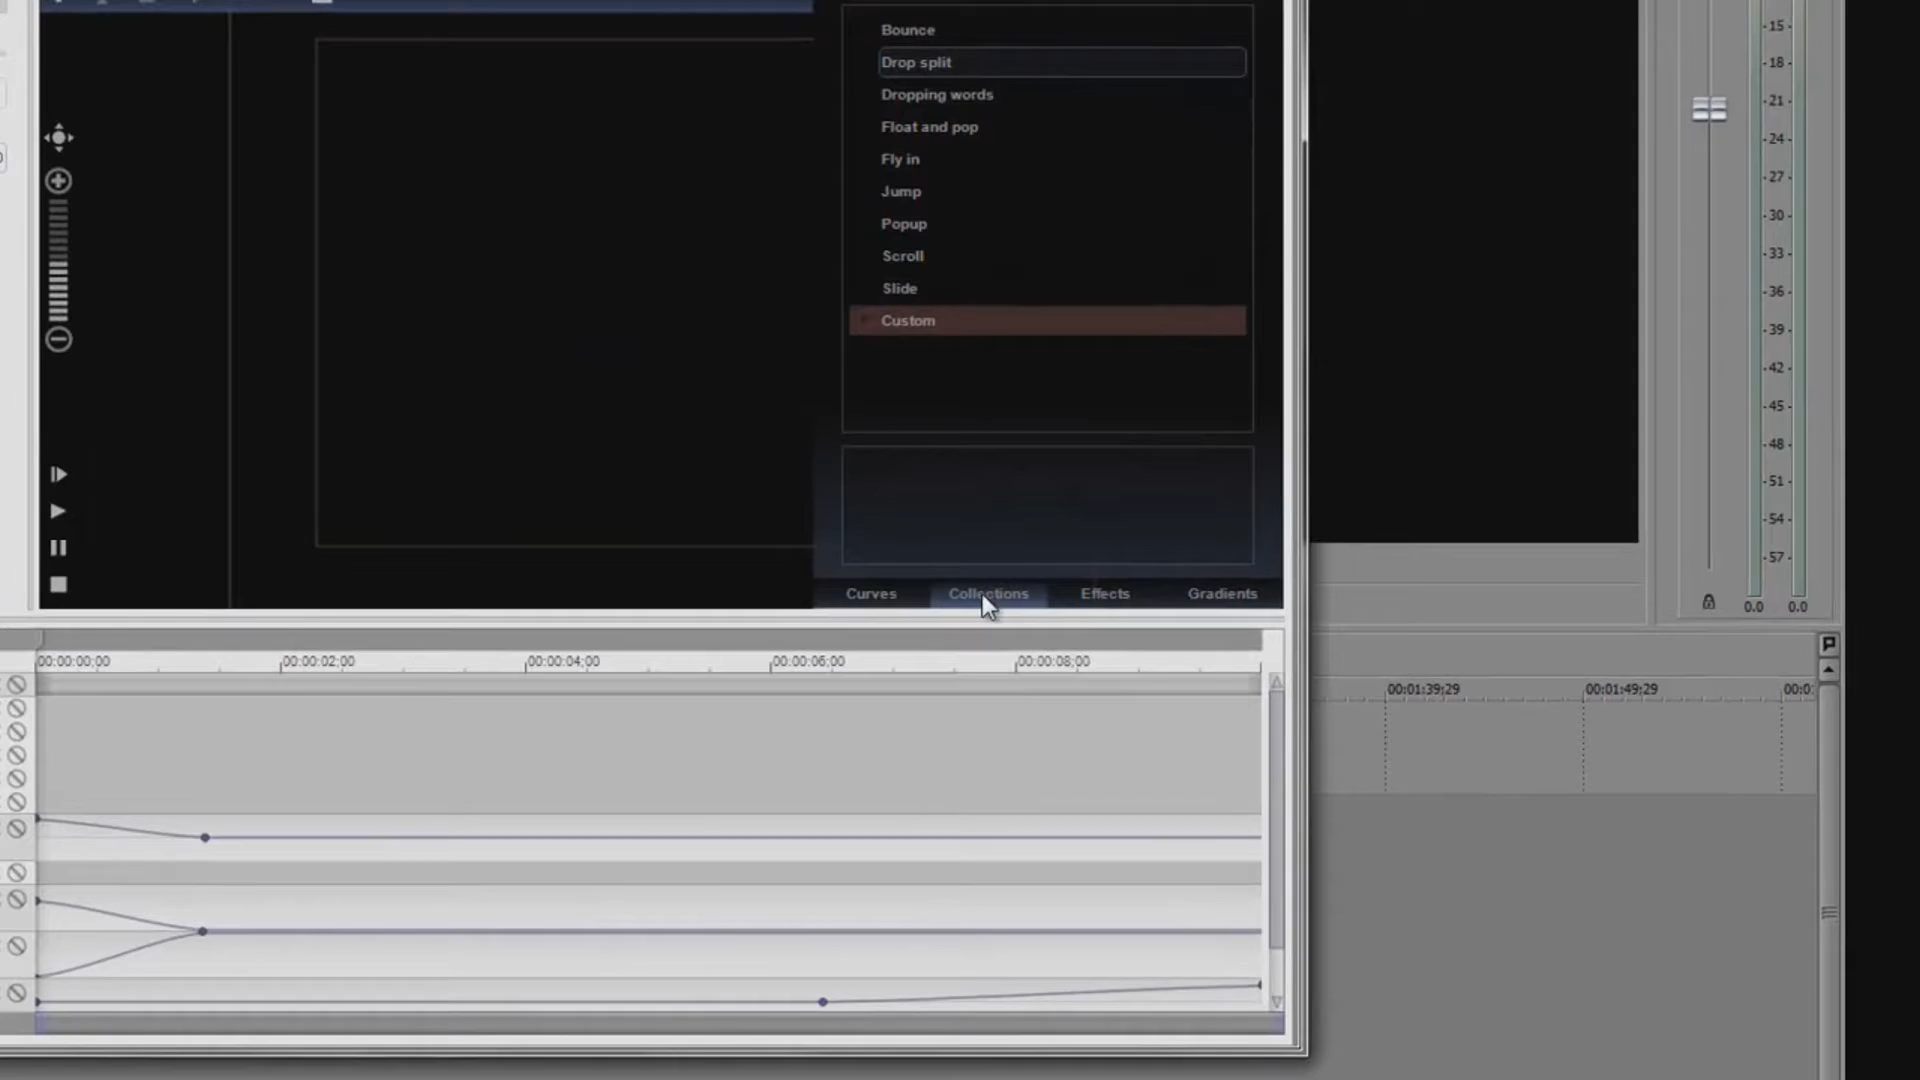 Bounce
Drop split
Dropping words
Float and pop
Fly in
Jump
Popup
Scroll
Slide
Custom
Curves Collections Effects Gradients
-15-
-18-
-21-
-24-
-27-
-30-
-33-
-36-
-39-
-42-
-45-
-48-
-51-
-54-
-57-
0.0 0.0
00:00:00;00 00:00:02;00 00:00:04;00 00:00:06;00 00:00:08;00
00:01:39;29 00:01:49;29